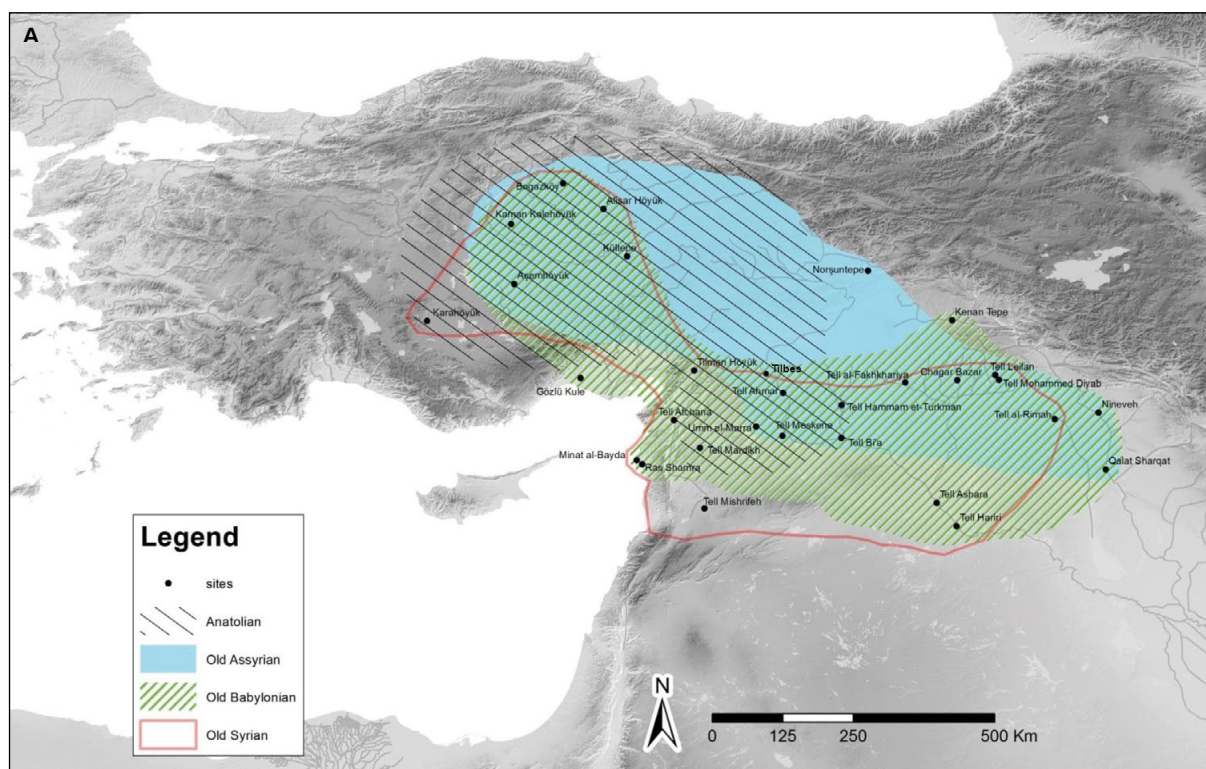 A
Bogazköy
Alisar Höyük
Kaman Kalehöyük
Kültepe
Norşuntepe
Açemhöyük
Karahöyük
Kenan Tepe
Tilmen Höyük
Tilbes
Tell Leilan
Chagar Bazar
Tell al-Fakhkhariya
Tell Mohammed Diyab
Gözlü Kule
Tell Ahmar
Tell Hammam et-Turkman
Nineveh
Tell al-Rimah
Tell Atchana
Umm el-Marra
Tell Meskene
Tell Bi'a
Tell Mardikh
Minat al-Bayda
Ras Shamra
Qalat Sharqat
Tell Ashara
Tell Mishrifeh
Tell Hariri
Legend
sites
Anatolian
Old Assyrian
Old Babylonian
Old Syrian
N
0 125 250 500 Km